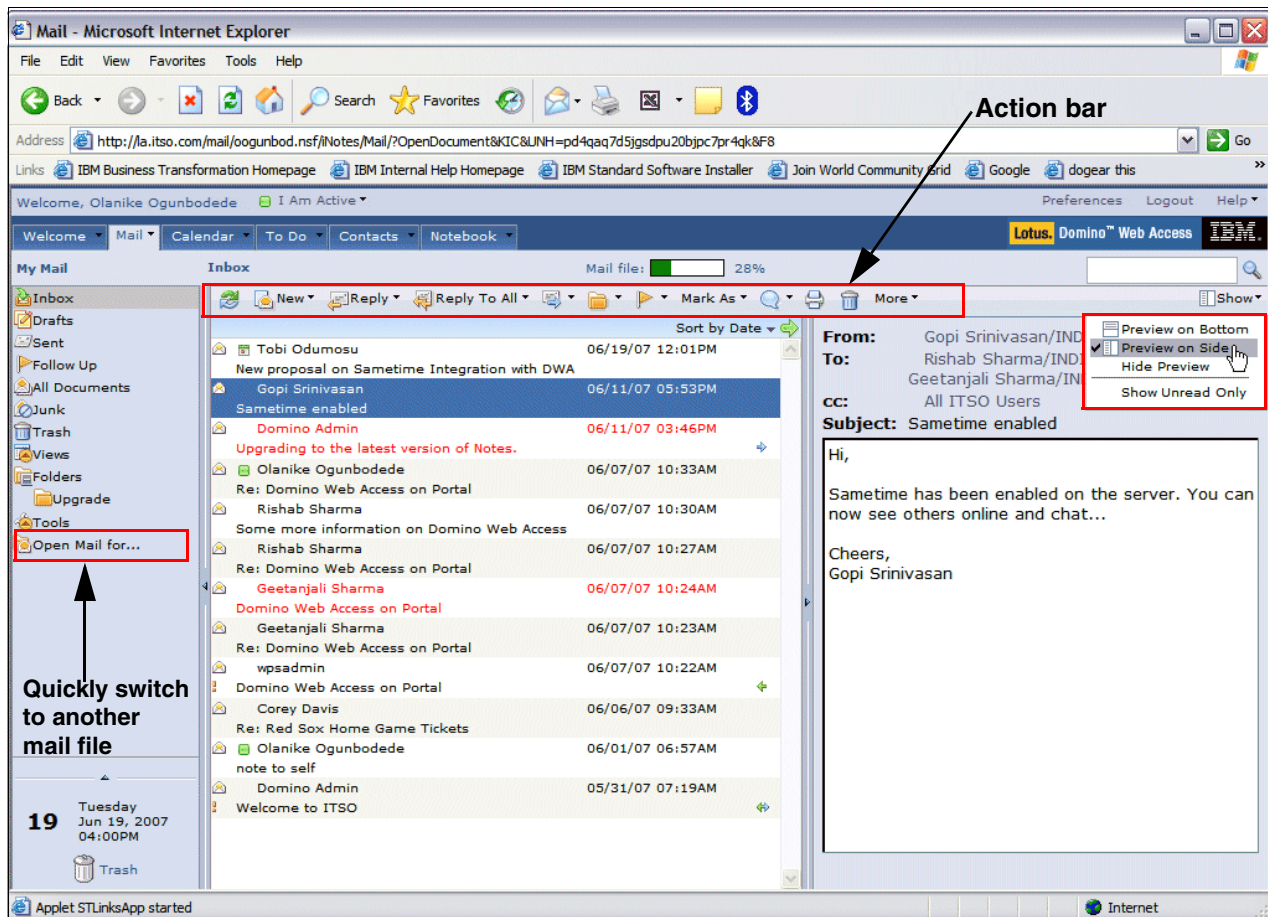 Mail - Microsoft Internet Explorer
File Edit View Favorites Tools Help
Back Search Favorites
Action bar
Address http://la.itso.com/mail/oogunbod.nsf/iNotes/Mail/?OpenDocument&KIC&UNH=pd4qaq7d5jgsdpu20bjpc7pr4qk&F8 Go
Links IBM Business Transformation Homepage IBM Internal Help Homepage IBM Standard Software Installer Join World Community Grid Google dogear this »
Welcome, Olanike Ogunbodede I Am Active Preferences Logout Help
Welcome Mail Calendar To Do Contacts Notebook Lotus. Domino™ Web Access IBM.
My Mail Inbox Mail file: 28%
New Reply Reply To All Mark As More Show
Inbox
Drafts
Sent
Follow Up
All Documents
Junk
Trash
Views
Folders
Upgrade
Tools
Open Mail for...
Quickly switch
to another
mail file
19 Tuesday
Jun 19, 2007
04:00PM
Trash
Sort by Date
Tobi Odumosu 06/19/07 12:01PM
New proposal on Sametime Integration with DWA
Gopi Srinivasan 06/11/07 05:53PM
Sametime enabled
Domino Admin 06/11/07 03:46PM
Upgrading to the latest version of Notes.
Olanike Ogunbodede 06/07/07 10:33AM
Re: Domino Web Access on Portal
Rishab Sharma 06/07/07 10:30AM
Some more information on Domino Web Access
Rishab Sharma 06/07/07 10:27AM
Re: Domino Web Access on Portal
Geetanjali Sharma 06/07/07 10:24AM
Domino Web Access on Portal
Geetanjali Sharma 06/07/07 10:23AM
Re: Domino Web Access on Portal
wpsadmin 06/07/07 10:22AM
Domino Web Access on Portal
Corey Davis 06/06/07 09:33AM
Re: Red Sox Home Game Tickets
Olanike Ogunbodede 06/01/07 06:57AM
note to self
Domino Admin 05/31/07 07:19AM
Welcome to ITSO
Preview on Bottom
Preview on Side
Hide Preview
Show Unread Only
From: Gopi Srinivasan/IND
To: Rishab Sharma/INDI
Geetanjali Sharma/IN
cc: All ITSO Users
Subject: Sametime enabled
Hi,
Sametime has been enabled on the server. You can
now see others online and chat...
Cheers,
Gopi Srinivasan
Applet STLinksApp started Internet